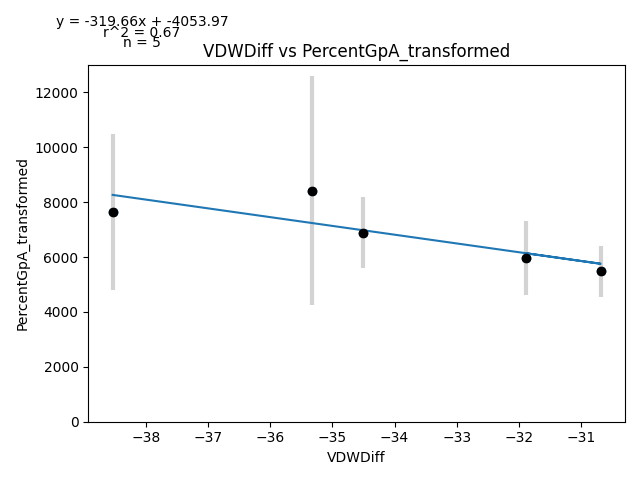 y = -319.66x + -4053.97
r^2 = 0.67
n = 5
VDWDiff vs PercentGpA_transformed
PercentGpA_transformed
12000
10000
8000
6000
4000
2000
0
−38 −37 −36 −35 −34 −33 −32 −31
VDWDiff